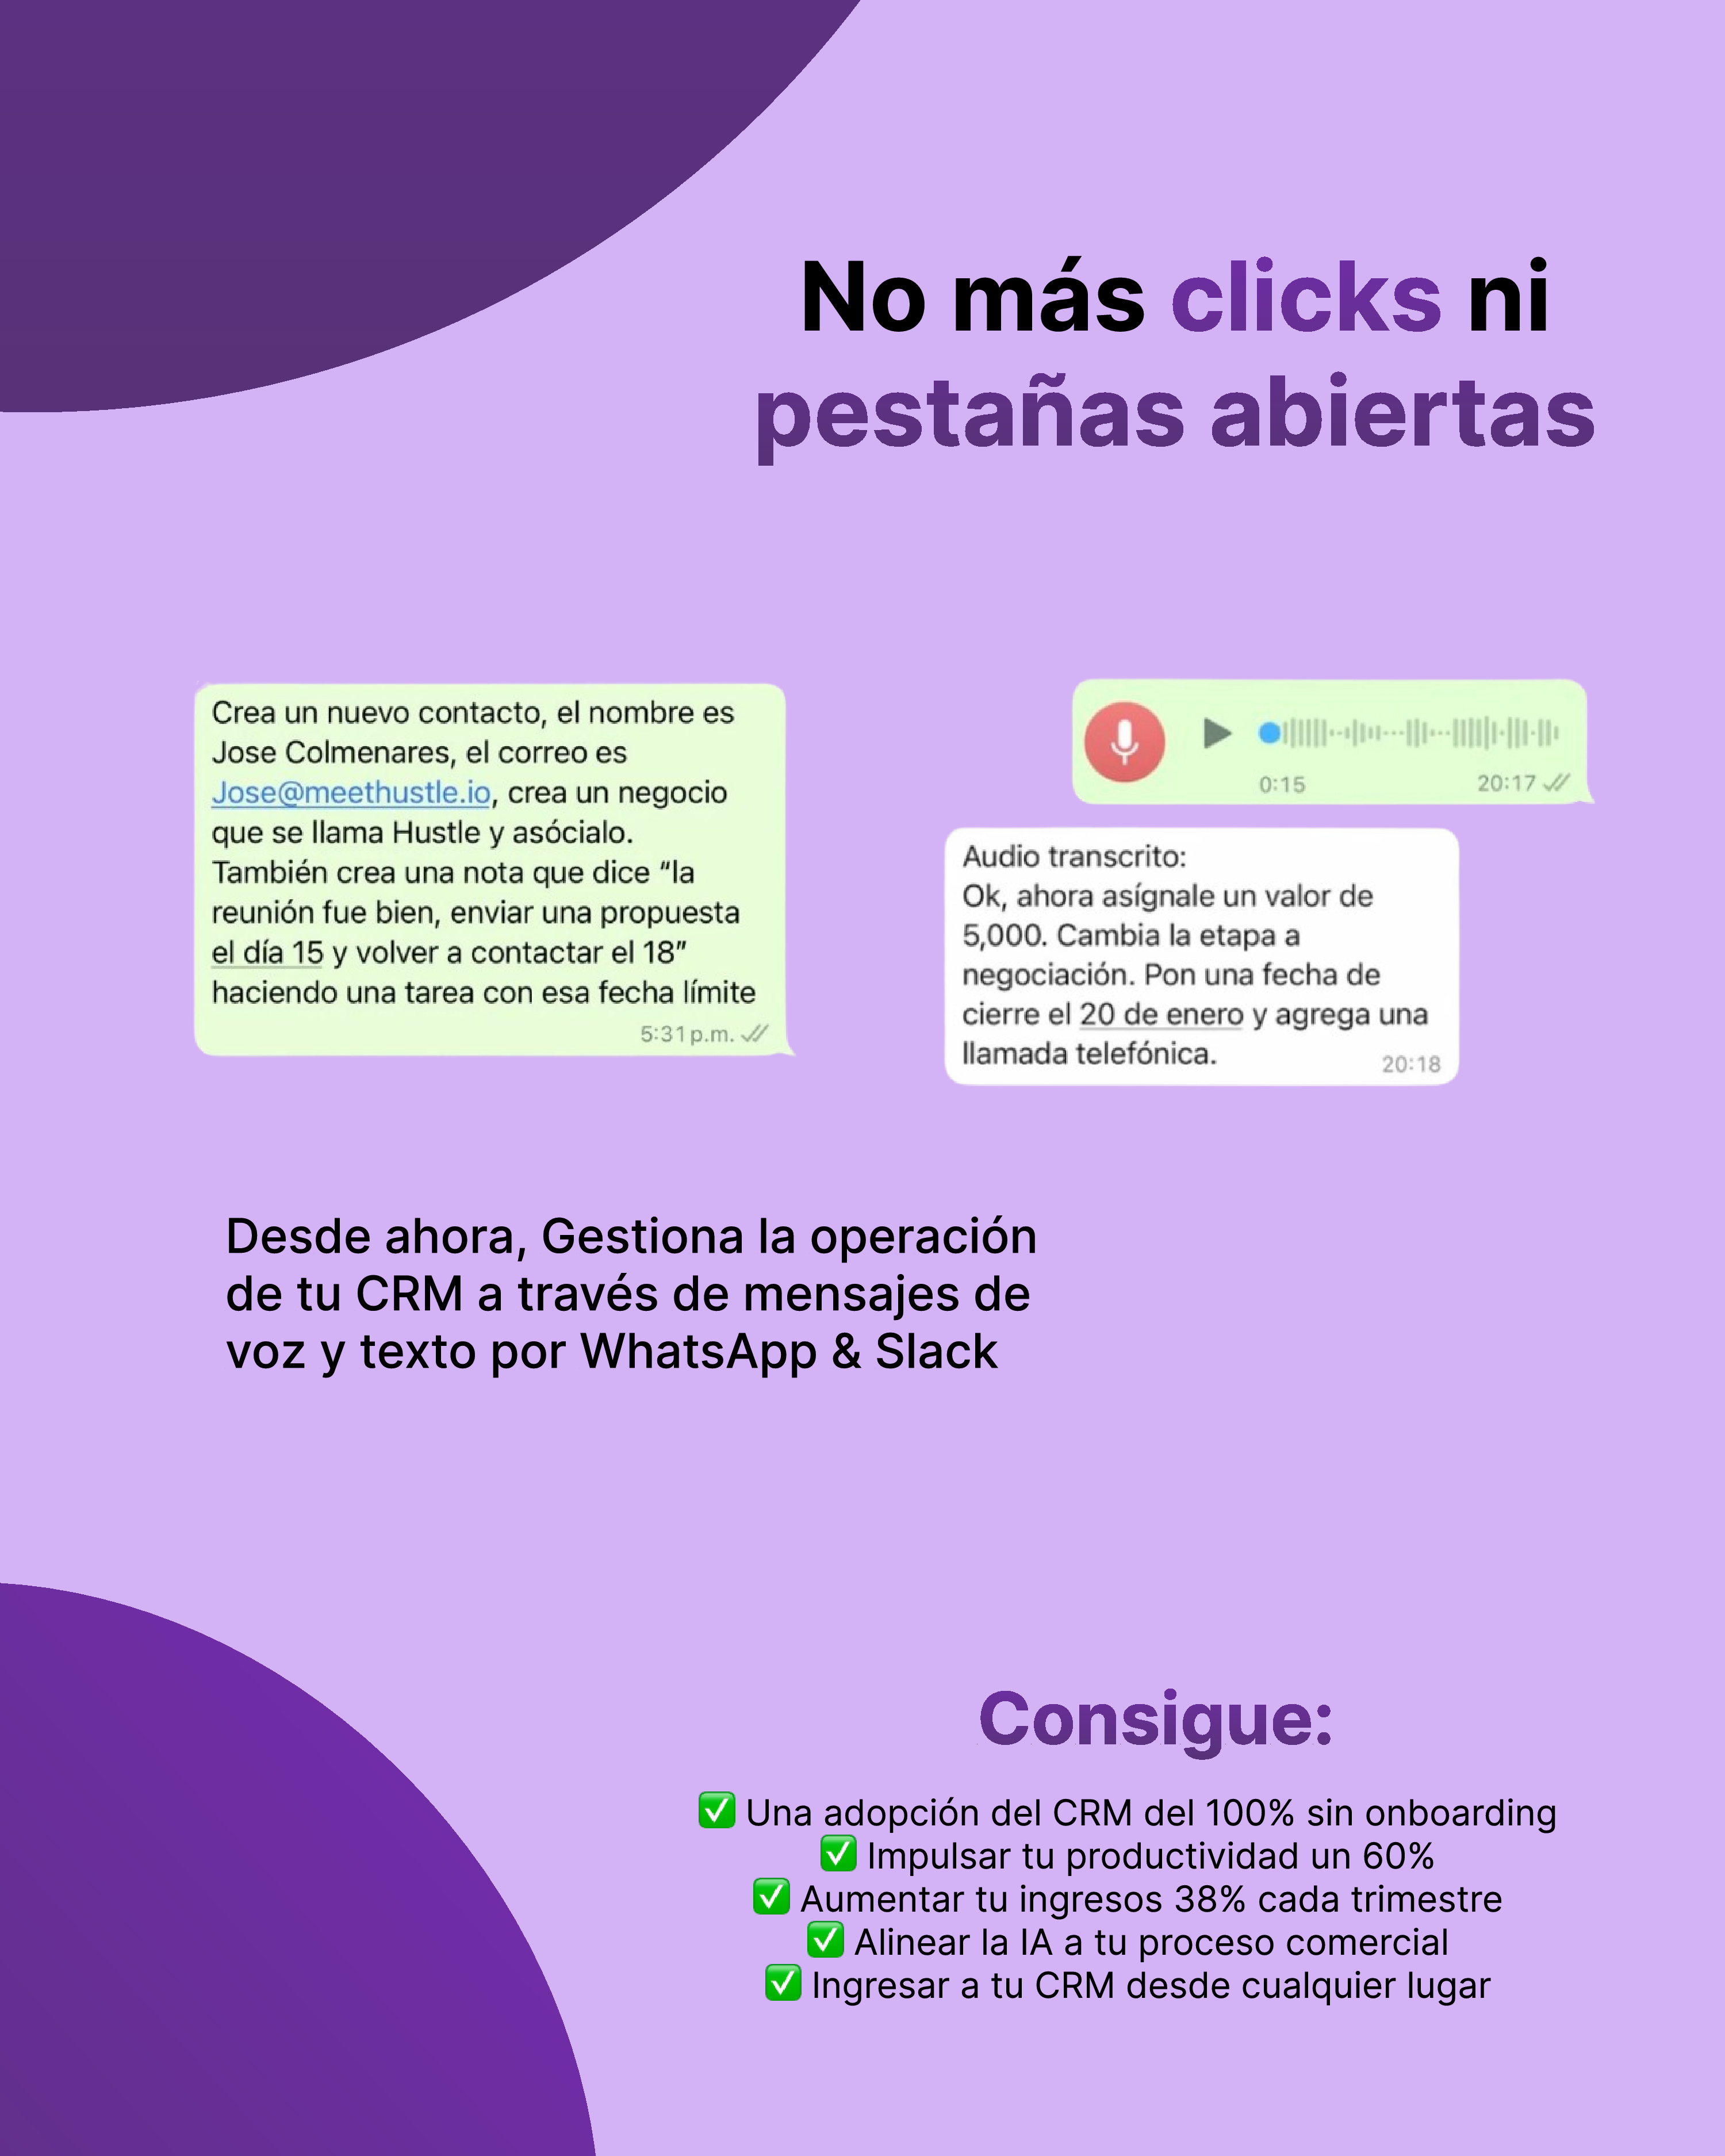 No más clicks ni
pestañas abiertas
Crea un nuevo contacto, el nombre es
Jose Colmenares, el correo es
Jose@meethustle.io, crea un negocio
que se llama Hustle y asócialo.
También crea una nota que dice “la
reunión fue bien, enviar una propuesta
el día 15 y volver a contactar el 18”
haciendo una tarea con esa fecha límite
5:31 p.m.
0:15 20:17
Audio transcrito:
Ok, ahora asígnale un valor de
5,000. Cambia la etapa a
negociación. Pon una fecha de
cierre el 20 de enero y agrega una
llamada telefónica.
20:18
Desde ahora, Gestiona la operación
de tu CRM a través de mensajes de
voz y texto por WhatsApp & Slack
Consigue:
✅ Una adopción del CRM del 100% sin onboarding
✅ Impulsar tu productividad un 60%
✅ Aumentar tu ingresos 38% cada trimestre
✅ Alinear la IA a tu proceso comercial
✅ Ingresar a tu CRM desde cualquier lugar